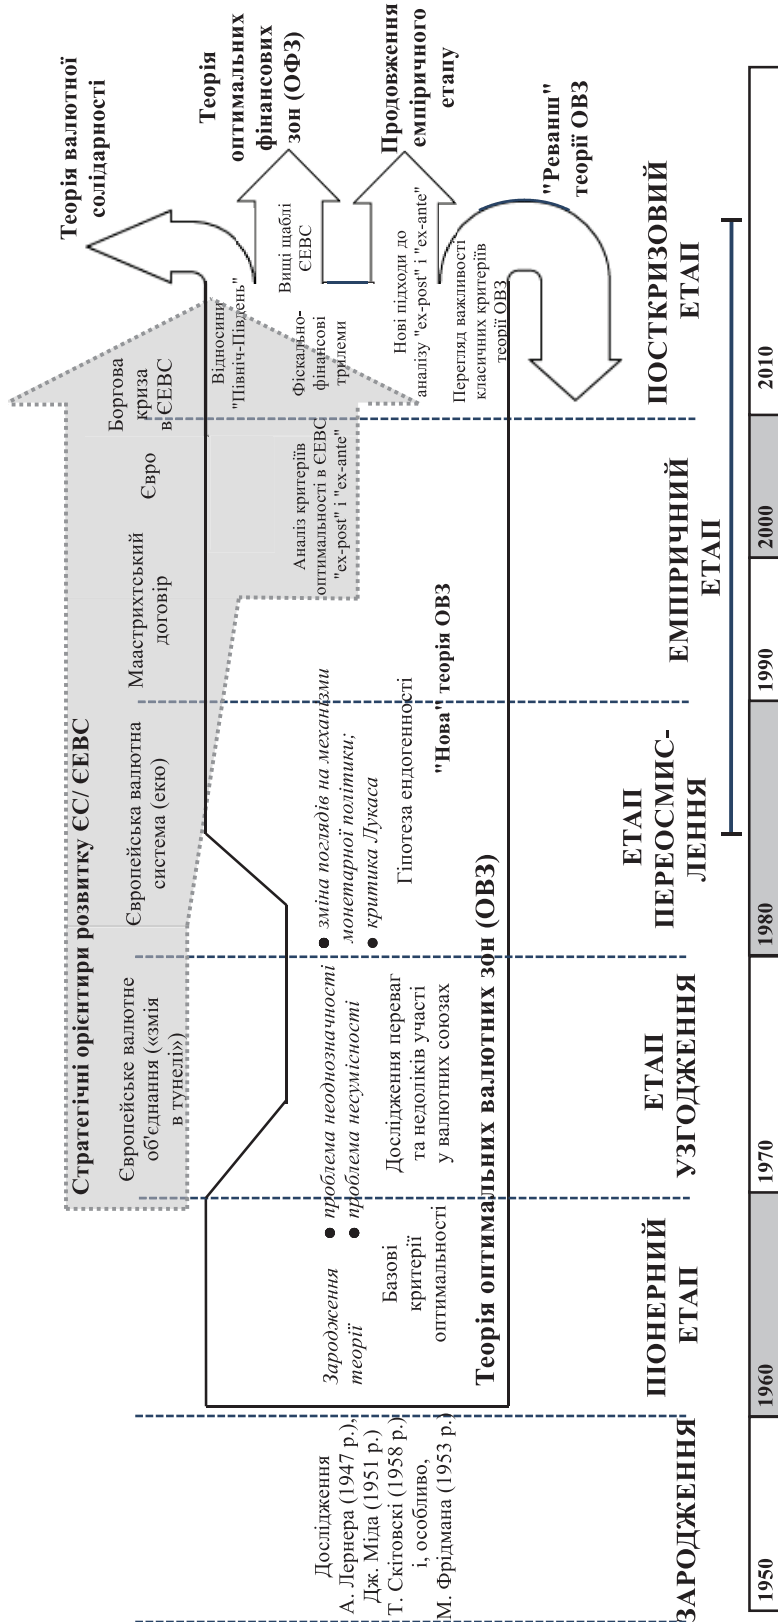 Стратегічні орієнтири розвитку ЄС/ ЄЕВС
Європейське валютне
об'єднання («змія
в тунелі»)
Європейська валютна
система (екю)
Маастрихтський
договір
Євро
Боргова
криза
в ЄЕВС
Дослідження
А. Лернера (1947 р.),
Дж. Міда (1951 р.)
Т. Скітовскі (1958 р.)
і, особливо,
М. Фрідмана (1953 р.)
Зародження
теорії
Базові
критерії
оптимальності
● проблема неоднозначності
● проблема несумісності
Дослідження переваг
та недоліків участі
у валютних союзах
● зміна поглядів на механізми
монетарної політики;
● критика Лукаса
Гіпотеза ендогенності
"Нова" теорія ОВЗ
Аналіз критеріїв
оптимальності в ЄЕВС
"ex-post" і "ex-ante"
Відносини
"Північ-Південь"
Фіскально-
фінансові
трилеми
Вищі щаблі
ЄЕВС
Нові підходи до
аналізу "ex-post" і "ex-ante"
Перегляд важливості
класичних критеріїв
теорії ОВЗ
Теорія валютної
солідарності
Теорія
оптимальних
фінансових
зон (ОФЗ)
Продовження
емпіричного
етапу
"Реванш"
теорії ОВЗ
Теорія оптимальних валютних зон (ОВЗ)
ЗАРОДЖЕННЯ
ПІОНЕРНИЙ
ЕТАП
ЕТАП
УЗГОДЖЕННЯ
ЕТАП
ПЕРЕОСМИС-
ЛЕННЯ
ЕМПІРИЧНИЙ
ЕТАП
ПОСТКРИЗОВИЙ
ЕТАП
1950
1960
1970
1980
1990
2000
2010